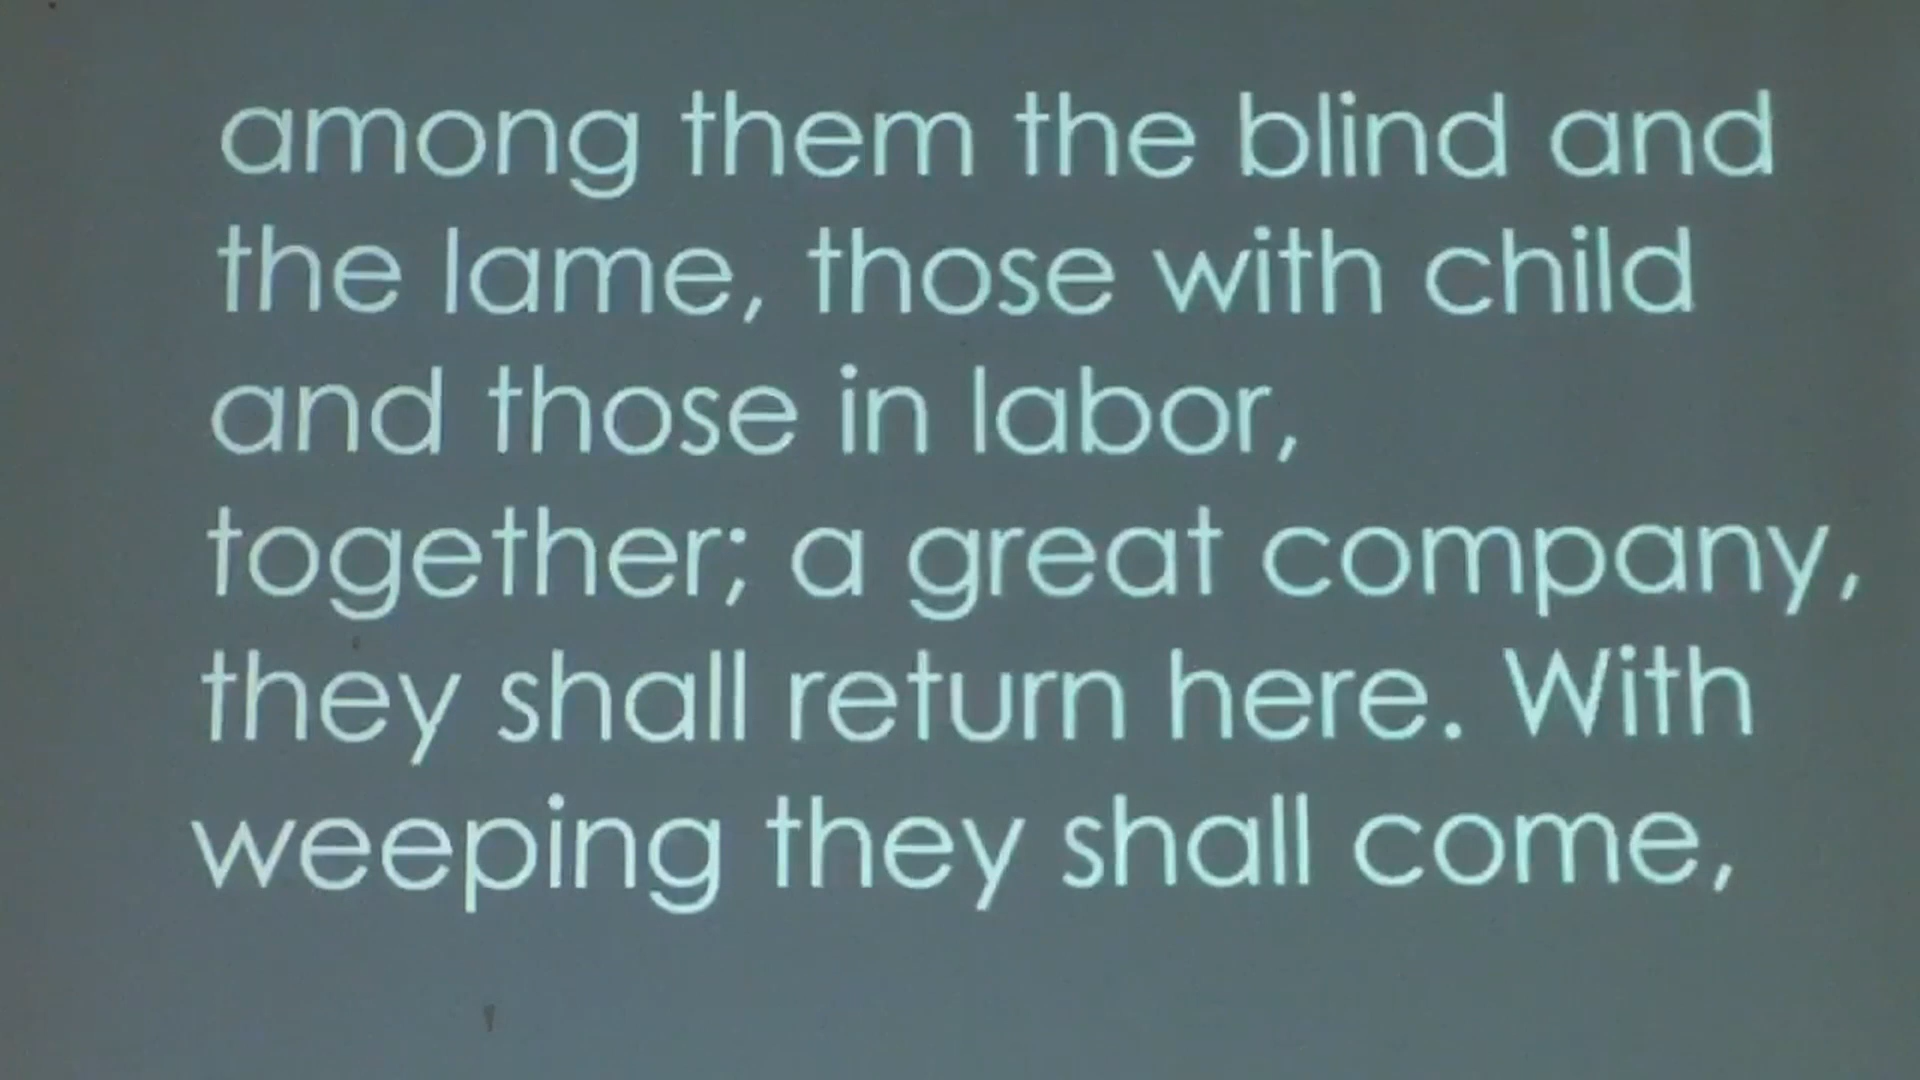 among them the blind and
the lame, those with child
and those in labor,
together; a great company,
they shall return here. With
weeping they shall come,